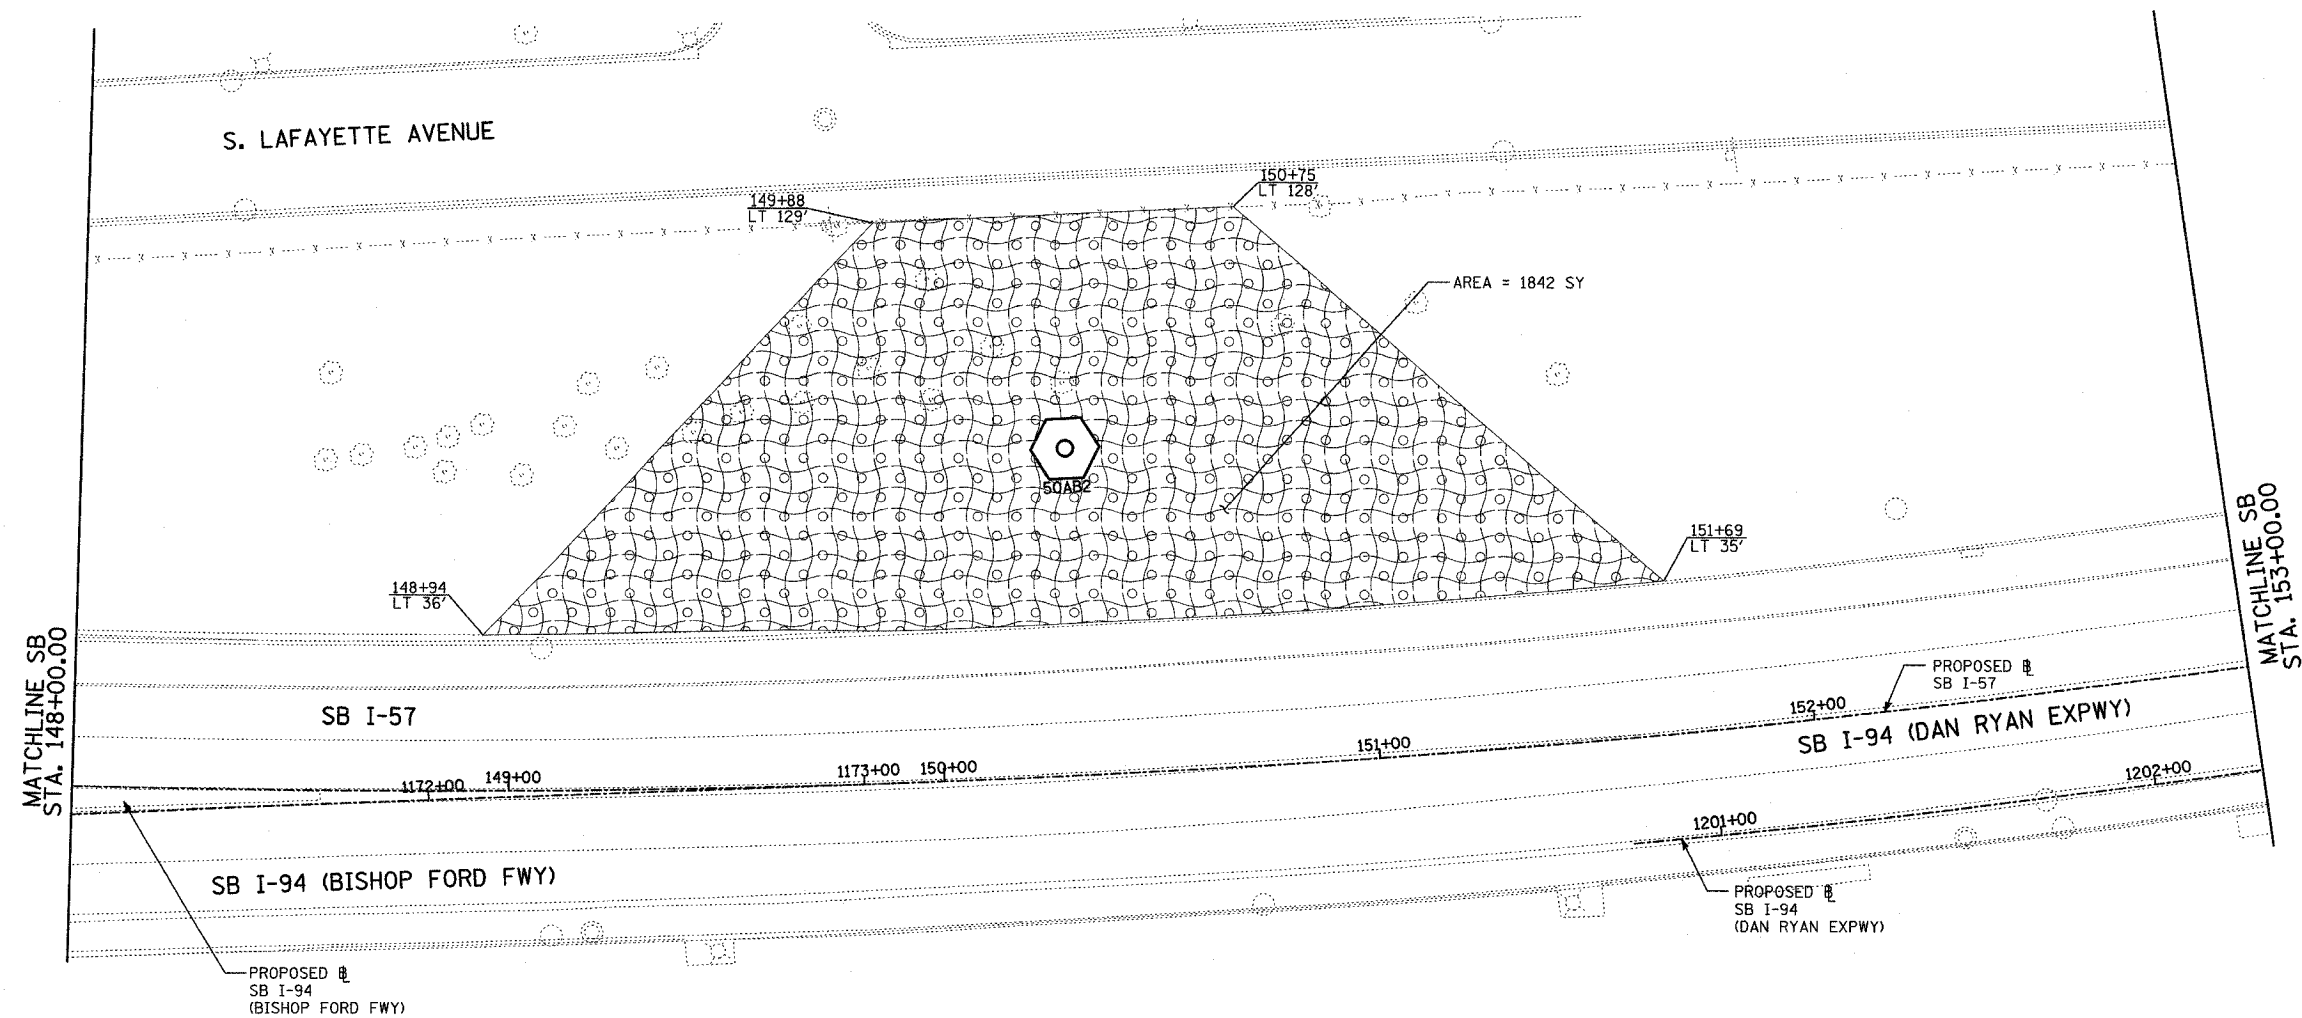 S. LAFAYETTE AVENUE
149+88
LT 129'
150+75
LT 128'
AREA = 1842 SY
50AB2
148+94
LT 36'
151+69
LT 35'
MATCHLINE SB
STA. 148+00.00
MATCHLINE SB
STA. 153+00.00
SB I-57
PROPOSED ℄
SB I-57
152+00
SB I-94 (DAN RYAN EXPWY)
151+00
1172+00
149+00
1173+00
150+00
1202+00
1201+00
SB I-94 (BISHOP FORD FWY)
PROPOSED ℄
SB I-94
(DAN RYAN EXPWY)
PROPOSED ℄
SB I-94
(BISHOP FORD FWY)